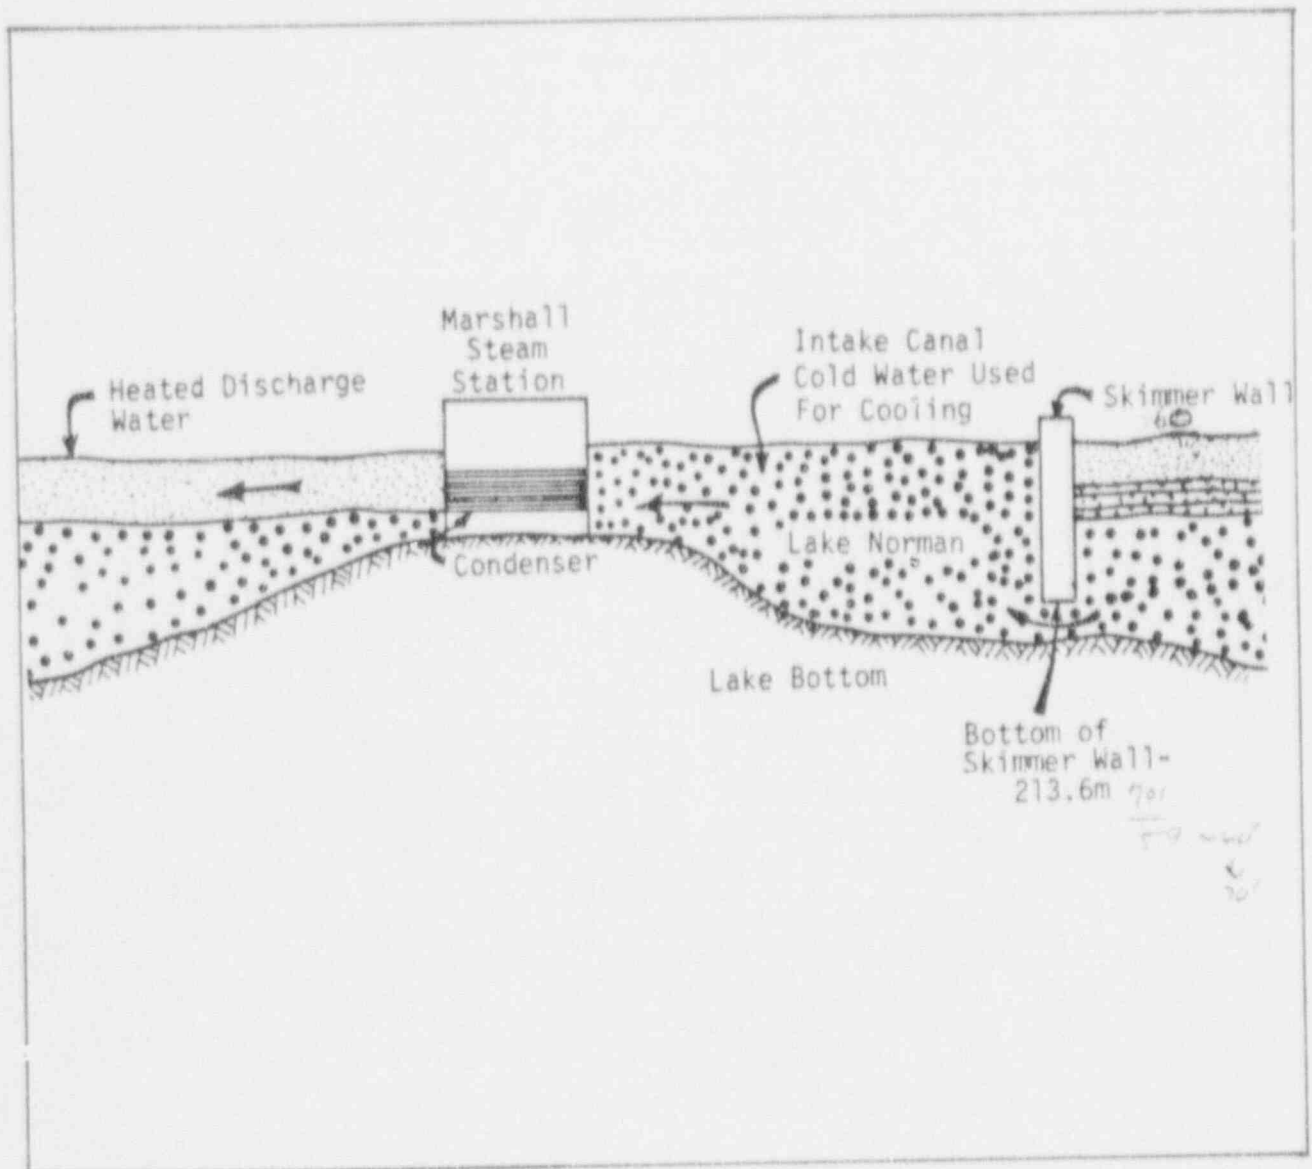 Marshall
Steam
Station
Heated Discharge
Water
Intake Canal
Cold Water Used
For Cooling
Skimmer Wall
60
Condenser
Lake Norman
Lake Bottom
Bottom of
Skimmer Wall-
213.6m